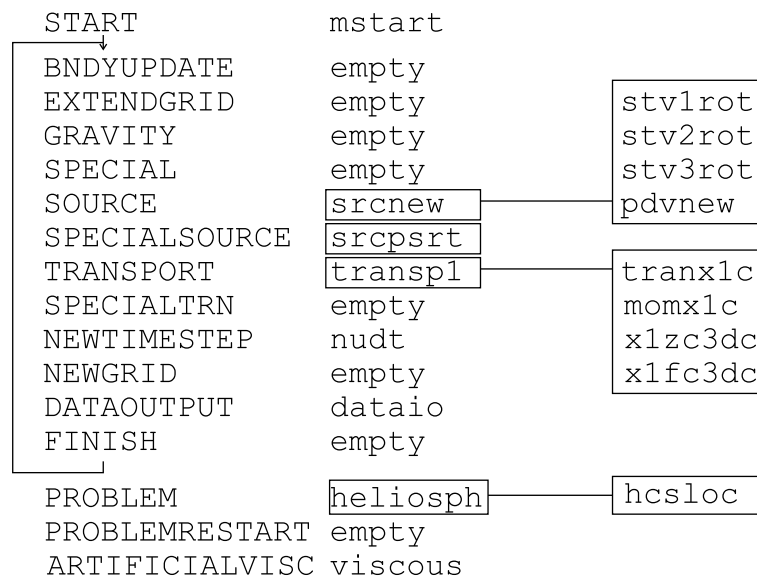 START mstart
BNDYUPDATE empty
EXTENDGRID empty stv1rot
GRAVITY empty stv2rot
SPECIAL empty stv3rot
SOURCE srcnew pdvnew
SPECIALSOURCE srcpsrt
TRANSPORT transp1 tranx1c
SPECIALTRN empty momx1c
NEWTIMESTEP nudt x1zc3dc
NEWGRID empty x1fc3dc
DATAOUTPUT dataio
FINISH empty
PROBLEM heliosph hcsloc
PROBLEMRESTART empty
ARTIFICIALVISC viscous